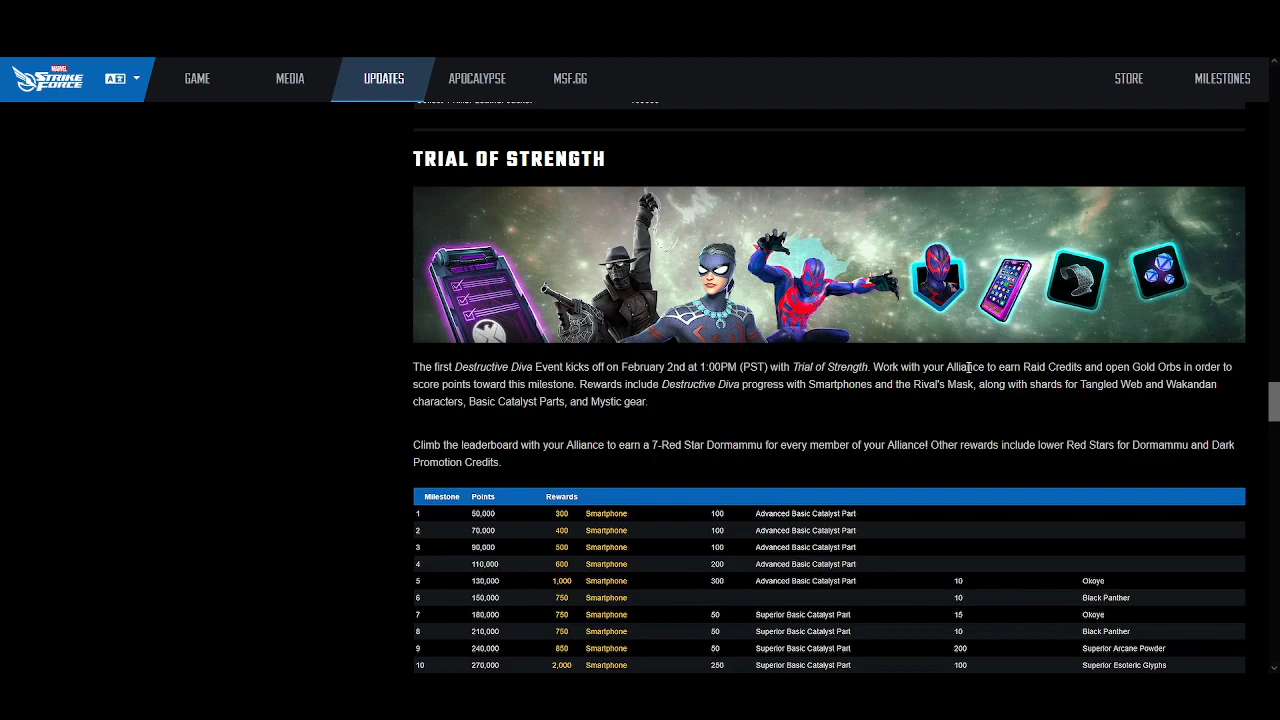 MARVEL
STRIKE
FORCE
GAME
MEDIA
UPDATES
APOCALYPSE
MSF.GG
STORE
MILESTONES
TRIAL OF STRENGTH
The first Destructive Diva Event kicks off on February 2nd at 1:00PM (PST) with Trial of Strength. Work with your Alliance to earn Raid Credits and open Gold Orbs in order to
score points toward this milestone. Rewards include Destructive Diva progress with Smartphones and the Rival's Mask, along with shards for Tangled Web and Wakandan
characters, Basic Catalyst Parts, and Mystic gear.
Climb the leaderboard with your Alliance to earn a 7-Red Star Dormammu for every member of your Alliance! Other rewards include lower Red Stars for Dormammu and Dark
Promotion Credits.
Milestone Points Rewards
1 50,000 300 Smartphone 100 Advanced Basic Catalyst Part
2 70,000 400 Smartphone 100 Advanced Basic Catalyst Part
3 90,000 500 Smartphone 100 Advanced Basic Catalyst Part
4 110,000 600 Smartphone 200 Advanced Basic Catalyst Part
5 130,000 1,000 Smartphone 300 Advanced Basic Catalyst Part 10 Okoye
6 150,000 750 Smartphone 10 Black Panther
7 180,000 750 Smartphone 50 Superior Basic Catalyst Part 15 Okoye
8 210,000 750 Smartphone 50 Superior Basic Catalyst Part 10 Black Panther
9 240,000 850 Smartphone 50 Superior Basic Catalyst Part 200 Superior Arcane Powder
10 270,000 2,000 Smartphone 250 Superior Basic Catalyst Part 100 Superior Esoteric Glyphs